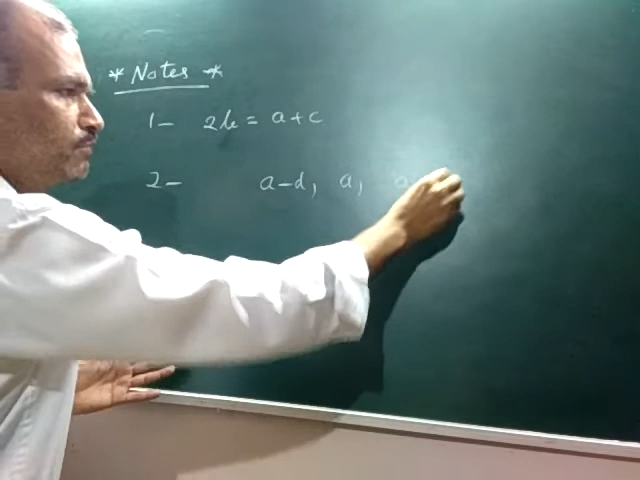 * Notes *
1- 2b = a+c
2- a-d, a, a